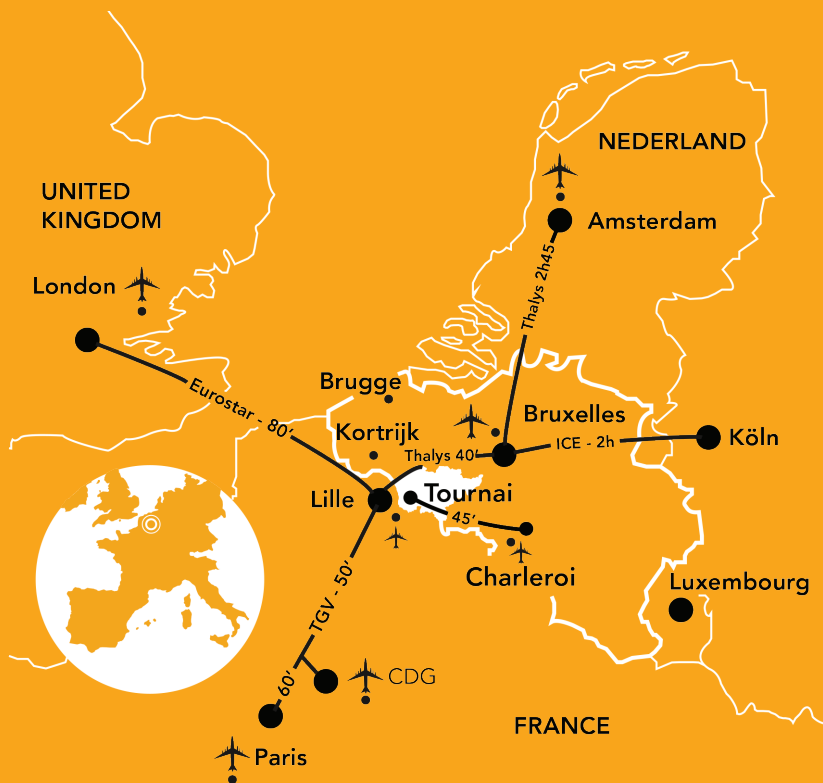 NEDERLAND
UNITED
KINGDOM
Amsterdam
London
Thalys 2h45
Eurostar - 80'
Brugge
Bruxelles
Kortrijk
Thalys 40'
ICE - 2h
Köln
Lille
Tournai
45'
Charleroi
Luxembourg
TGV - 50'
60'
CDG
FRANCE
Paris